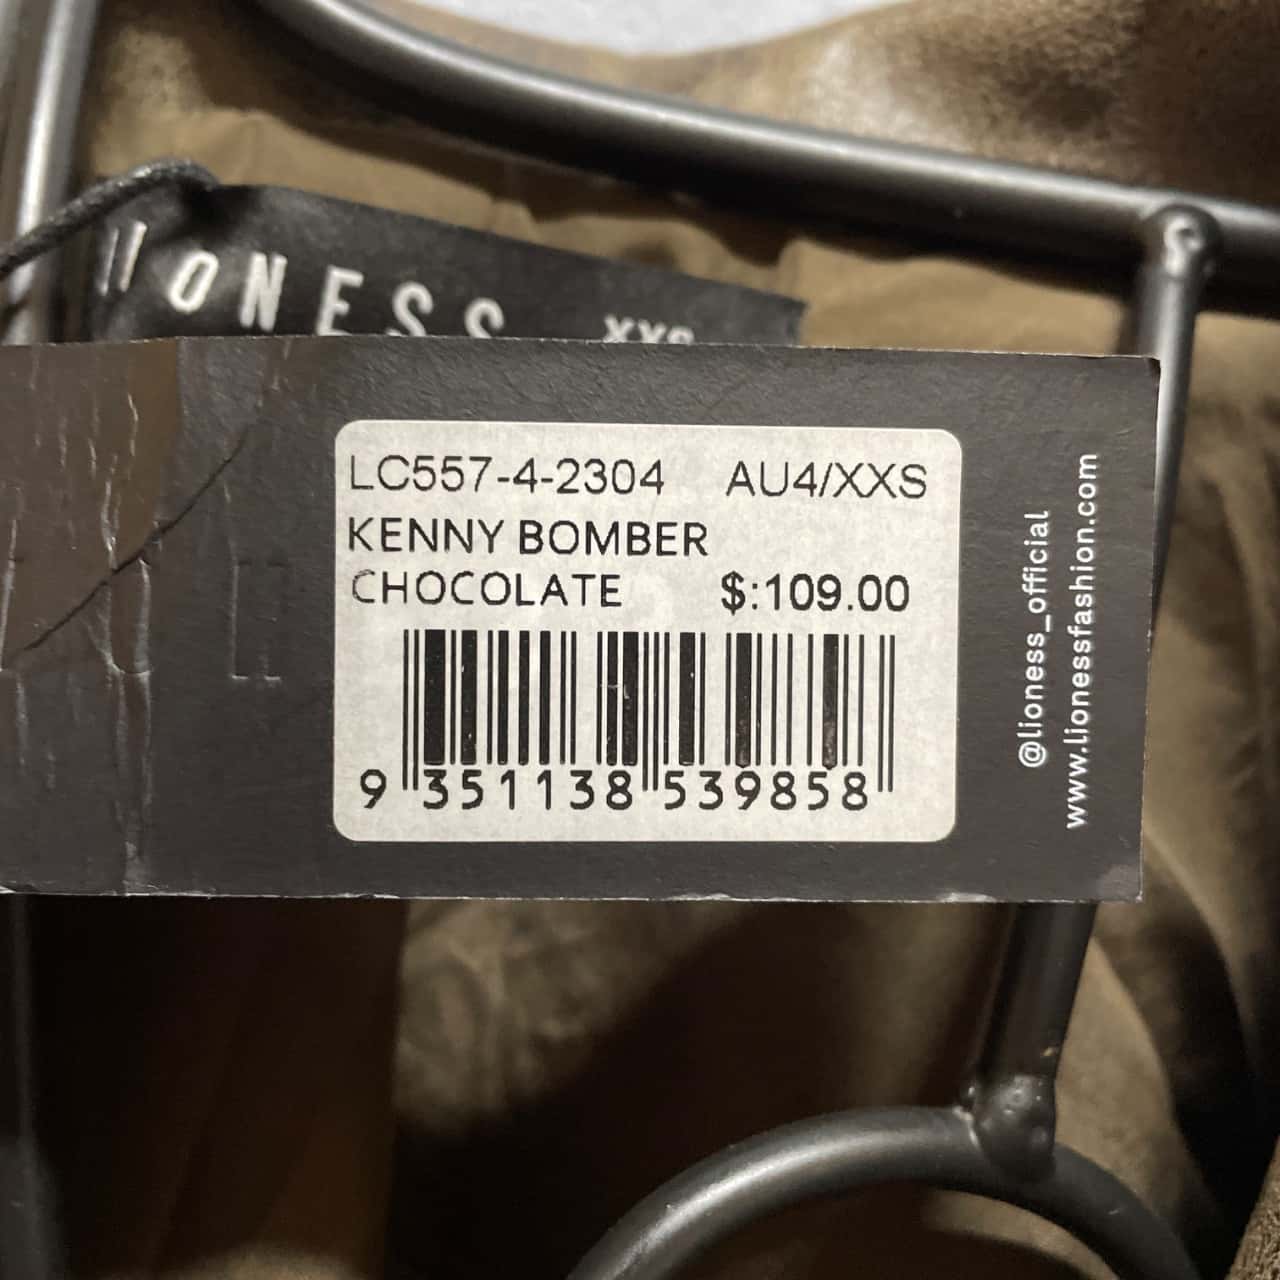 LIONESS
XXS
LC557-4-2304 AU4/XXS
KENNY BOMBER
CHOCOLATE $:109.00
9 351138 539858
@lioness_official
www.lionessfashion.com